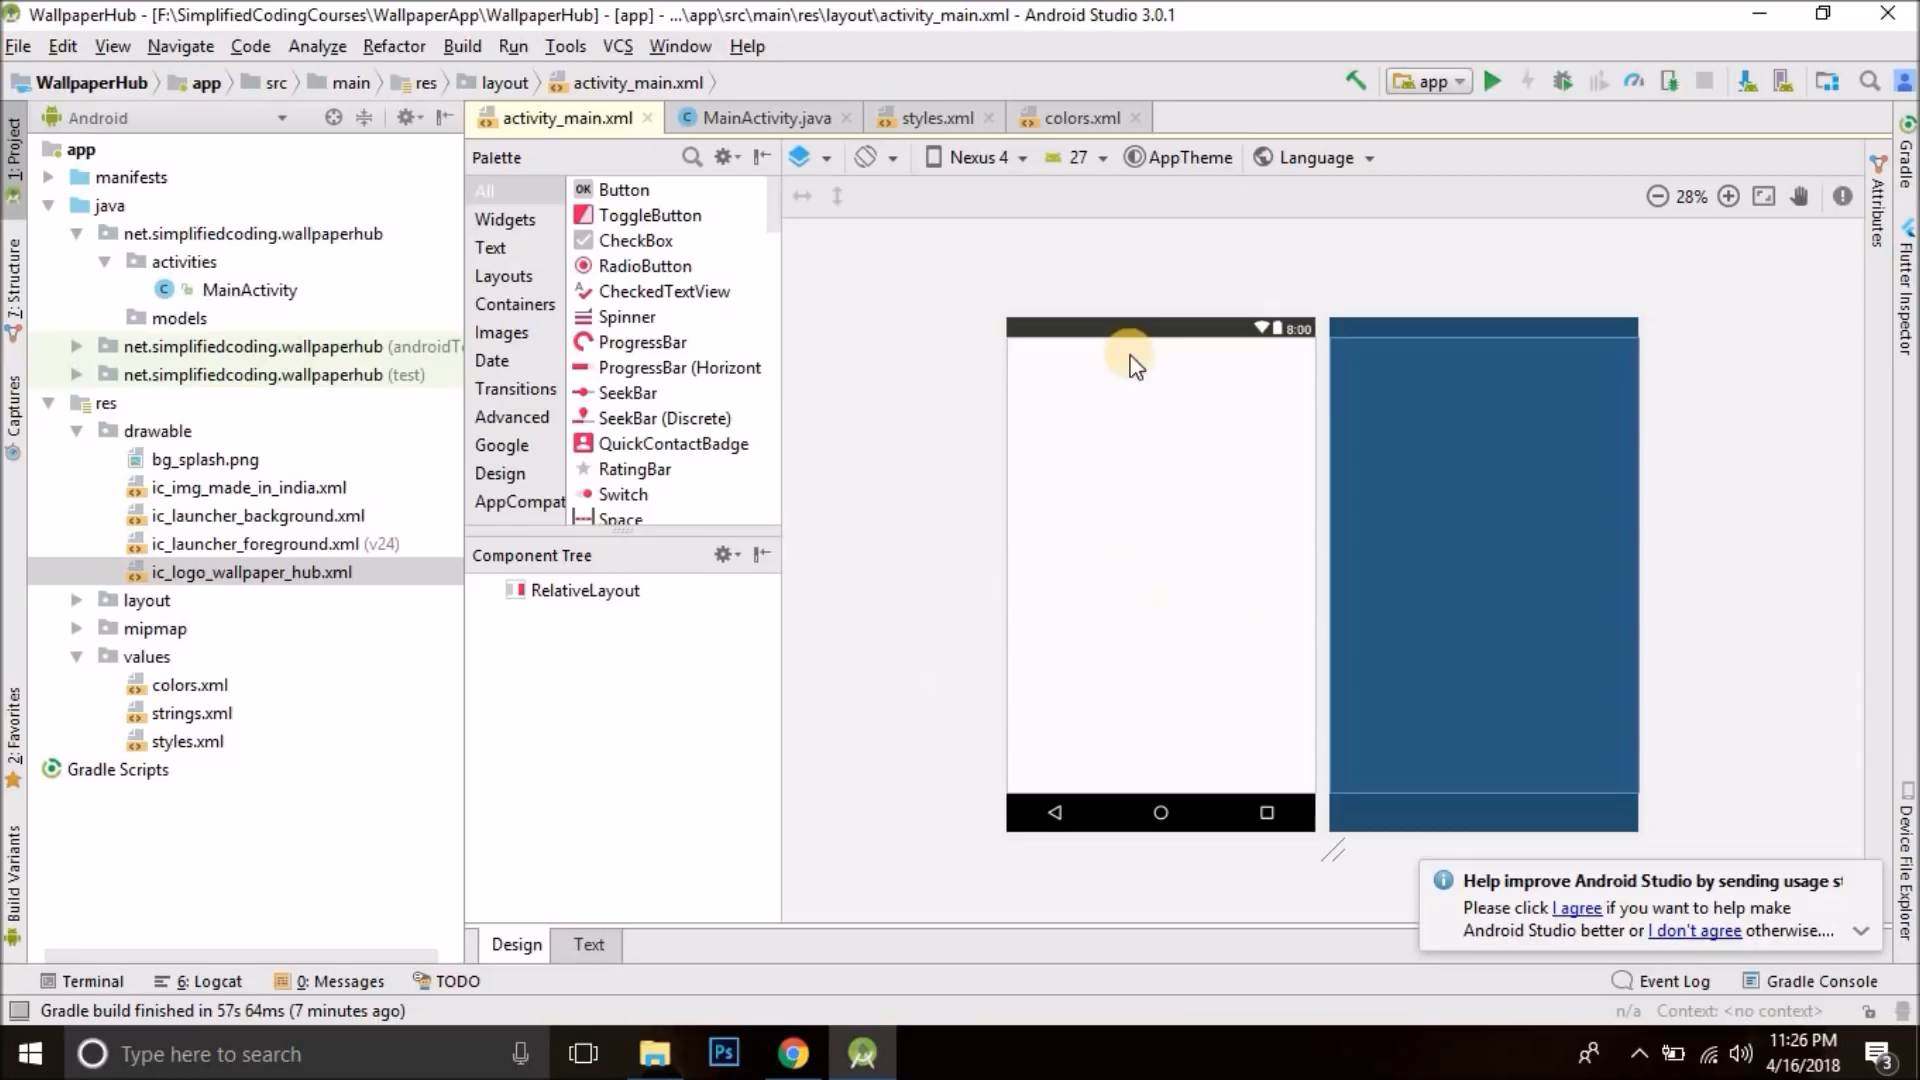 WallpaperHub - [F:\SimplifiedCodingCourses\WallpaperApp\WallpaperHub] - [app] - ...\app\src\main\res\layout\activity_main.xml - Android Studio 3.0.1
File Edit View Navigate Code Analyze Refactor Build Run Tools VCS Window Help
WallpaperHub app src main res layout activity_main.xml
app
Android
activity_main.xml MainActivity.java styles.xml colors.xml
Palette
Nexus 4 27 AppTheme Language
28%
1: Project
7: Structure
Captures
2: Favorites
Build Variants
app
manifests
java
net.simplifiedcoding.wallpaperhub
activities
MainActivity
models
net.simplifiedcoding.wallpaperhub (androidTe
net.simplifiedcoding.wallpaperhub (test)
res
drawable
bg_splash.png
ic_img_made_in_india.xml
ic_launcher_background.xml
ic_launcher_foreground.xml (v24)
ic_logo_wallpaper_hub.xml
layout
mipmap
values
colors.xml
strings.xml
styles.xml
Gradle Scripts
All
Widgets
Text
Layouts
Containers
Images
Date
Transitions
Advanced
Google
Design
AppCompat
OK Button
ToggleButton
CheckBox
RadioButton
CheckedTextView
Spinner
ProgressBar
ProgressBar (Horizont
SeekBar
SeekBar (Discrete)
QuickContactBadge
RatingBar
Switch
Space
Component Tree
RelativeLayout
8:00
Gradle
Attributes
Flutter Inspector
Device File Explorer
Help improve Android Studio by sending usage st
Please click I agree if you want to help make
Android Studio better or I don't agree otherwise....
Design Text
Terminal 6: Logcat 0: Messages TODO
Event Log Gradle Console
Gradle build finished in 57s 64ms (7 minutes ago)
n/a Context: <no context>
Type here to search
Ps
11:26 PM
4/16/2018
3